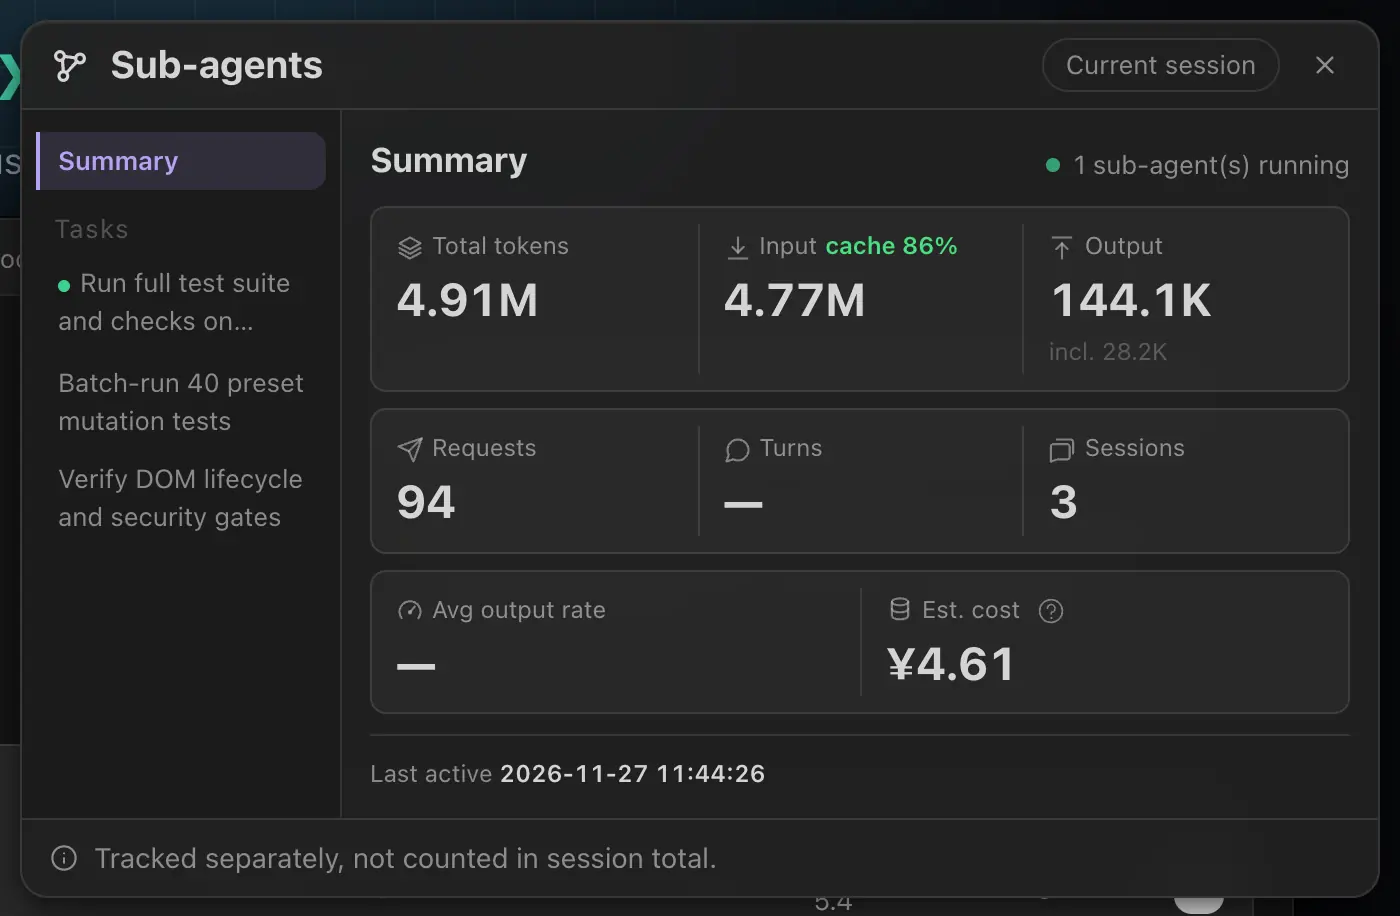 Sub-agents
Current session
Summary
Tasks
Run full test suite
and checks on...
Batch-run 40 preset
mutation tests
Verify DOM lifecycle
and security gates
Summary
1 sub-agent(s) running
Total tokens
4.91M
Input cache 86%
4.77M
Output
144.1K
incl. 28.2K
Requests
94
Turns
—
Sessions
3
Avg output rate
—
Est. cost
¥4.61
Last active 2026-11-27 11:44:26
Tracked separately, not counted in session total.
5.4